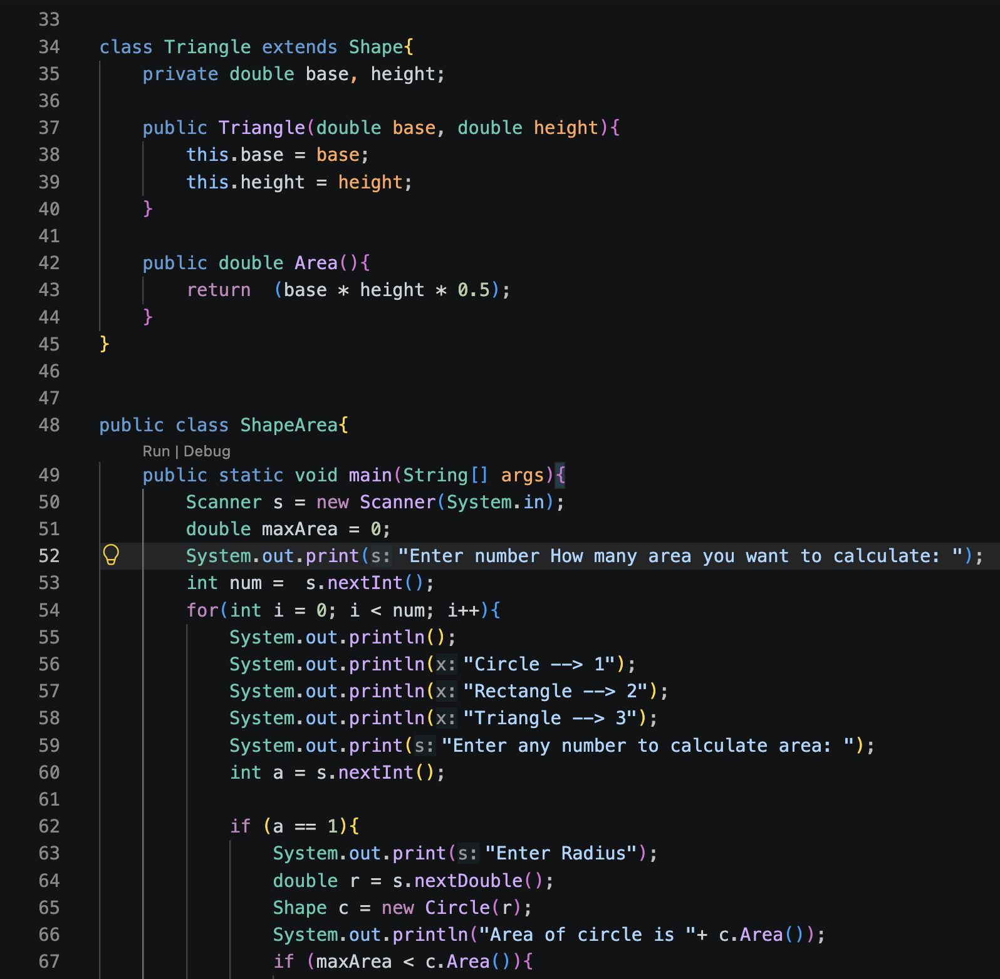 33
34 class Triangle extends Shape{
35 private double base, height;
36
37 public Triangle(double base, double height){
38 this.base = base;
39 this.height = height;
40 }
41
42 public double Area(){
43 return  (base * height * 0.5);
44 }
45 }
46
47
48 public class ShapeArea{
Run | Debug
49 public static void main(String[] args){
50 Scanner s = new Scanner(System.in);
51 double maxArea = 0;
52 System.out.print(s: "Enter number How many area you want to calculate: ");
53 int num =  s.nextInt();
54 for(int i = 0; i < num; i++){
55 System.out.println();
56 System.out.println(x: "Circle --> 1");
57 System.out.println(x: "Rectangle --> 2");
58 System.out.println(x: "Triangle --> 3");
59 System.out.print(s: "Enter any number to calculate area: ");
60 int a = s.nextInt();
61
62 if (a == 1){
63 System.out.print(s: "Enter Radius");
64 double r = s.nextDouble();
65 Shape c = new Circle(r);
66 System.out.println("Area of circle is "+ c.Area());
67 if (maxArea < c.Area()){